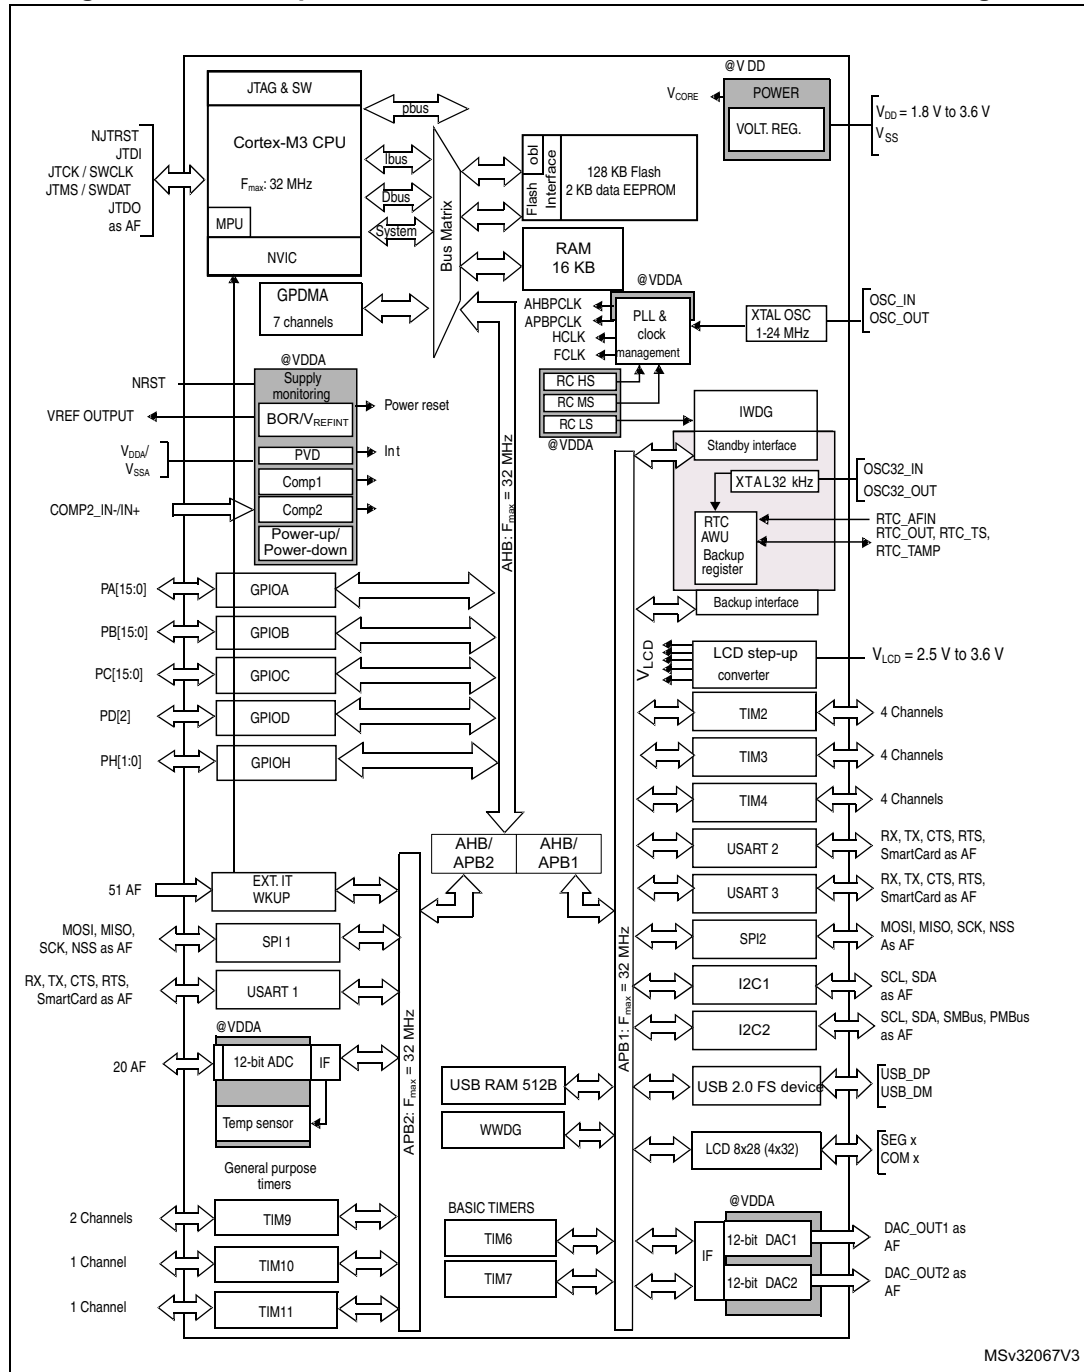 @V DD
JTAG & SW
Cortex-M3 CPU
Fmax: 32 MHz
MPU
NVIC
NJTRST
JTDI
JTCK / SWCLK
JTMS / SWDAT
JTDO
as AF
pbus
Ibus
Dbus
System
Bus Matrix
Flash
obl
Interface
128 KB Flash
2 KB data EEPROM
RAM
16 KB
VCORE
POWER
VOLT. REG.
VDD = 1.8 V to 3.6 V
VSS
GPDMA
7 channels
@VDDA
AHBPCLK
APBPCLK
HCLK
FCLK
PLL &
clock
management
XTAL OSC
1-24 MHz
OSC_IN
OSC_OUT
RC HS
RC MS
RC LS
@VDDA
IWDG
Standby interface
XTAL32 kHz
OSC32_IN
OSC32_OUT
RTC
AWU
Backup
register
RTC_AFIN
RTC_OUT, RTC_TS,
RTC_TAMP
Backup interface
@VDDA
Supply
monitoring
NRST
BOR/VREFINT
Power reset
VREF OUTPUT
VDDA/
VSSA
PVD
Int
Comp1
Comp2
COMP2_IN-/IN+
Power-up/
Power-down
AHB: Fmax = 32 MHz
PA[15:0]
GPIOA
PB[15:0]
GPIOB
PC[15:0]
GPIOC
PD[2]
GPIOD
PH[1:0]
GPIOH
VLCD
LCD step-up
converter
VLCD = 2.5 V to 3.6 V
TIM2
4 Channels
TIM3
4 Channels
TIM4
4 Channels
AHB/
APB2
AHB/
APB1
USART 2
RX, TX, CTS, RTS,
SmartCard as AF
USART 3
RX, TX, CTS, RTS,
SmartCard as AF
51 AF
EXT. IT
WKUP
MOSI, MISO,
SCK, NSS as AF
SPI 1
RX, TX, CTS, RTS,
SmartCard as AF
USART 1
SPI2
MOSI, MISO, SCK, NSS
As AF
I2C1
SCL, SDA
as AF
I2C2
SCL, SDA, SMBus, PMBus
as AF
APB2: Fmax = 32 MHz
APB1: Fmax = 32 MHz
@VDDA
20 AF
12-bit ADC
IF
Temp sensor
USB RAM 512B
USB 2.0 FS device
USB_DP
USB_DM
WWDG
LCD 8x28 (4x32)
SEG x
COM x
General purpose
timers
2 Channels
TIM9
1 Channel
TIM10
1 Channel
TIM11
BASIC TIMERS
TIM6
TIM7
@VDDA
IF
12-bit DAC1
DAC_OUT1 as
AF
12-bit DAC2
DAC_OUT2 as
AF
MSv32067V3